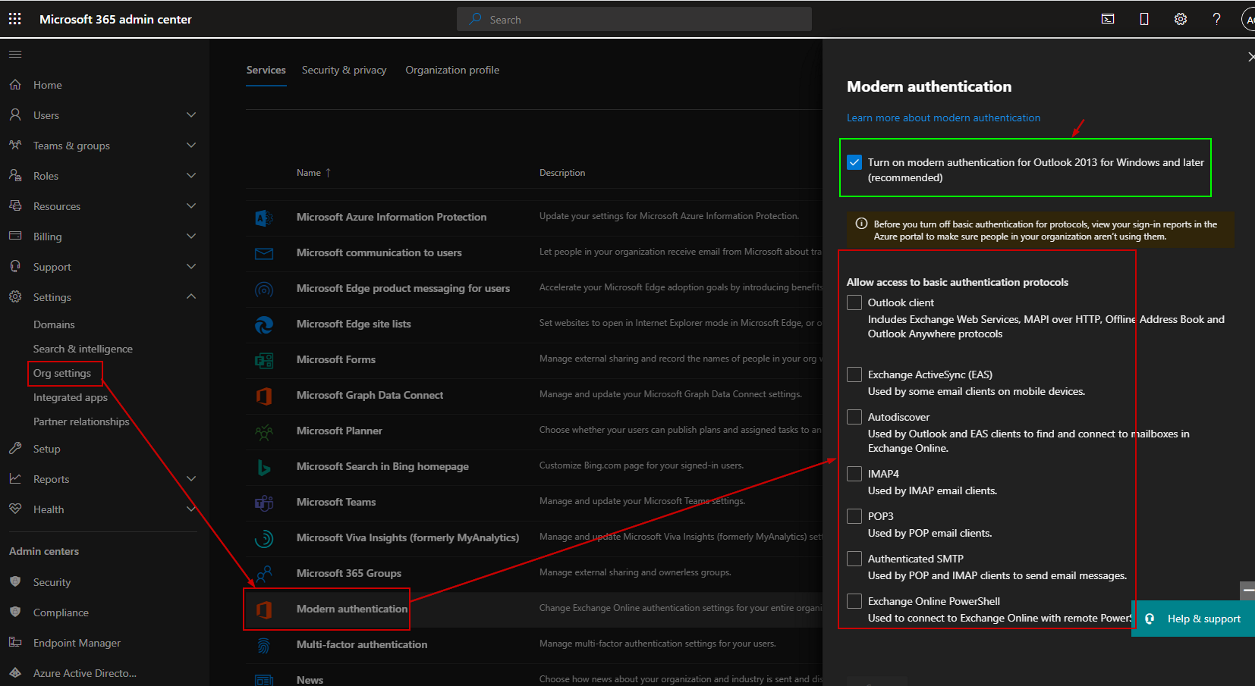 Microsoft 365 admin center
Search
?
Home
Users
Teams & groups
Roles
Resources
Billing
Support
Settings
Domains
Search & intelligence
Org settings
Integrated apps
Partner relationships
Setup
Reports
Health
Admin centers
Security
Compliance
Endpoint Manager
Azure Active Directo...
Services
Security & privacy
Organization profile
Name ↑
Description
Microsoft Azure Information Protection
Update your settings for Microsoft Azure Information Protection.
Microsoft communication to users
Let people in your organization receive email from Microsoft about tra
Microsoft Edge product messaging for users
Accelerate your Microsoft Edge adoption goals by introducing benefits
Microsoft Edge site lists
Set websites to open in Internet Explorer mode in Microsoft Edge, or o
Microsoft Forms
Manage external sharing and record the names of people in your org
Microsoft Graph Data Connect
Manage and update your Microsoft Graph Data Connect settings.
Microsoft Planner
Choose whether your users can publish plans and assigned tasks to an
Microsoft Search in Bing homepage
Customize Bing.com page for your signed-in users.
Microsoft Teams
Manage and update your Microsoft Teams settings.
Microsoft Viva Insights (formerly MyAnalytics)
Manage and update Microsoft Viva Insights (formerly MyAnalytics) set
Microsoft 365 Groups
Manage external sharing and ownerless groups.
Modern authentication
Change Exchange Online authentication settings for your entire organi
Multi-factor authentication
Manage multi-factor authentication settings for your users.
News
Choose how news about your organization and industry is sent and di
Modern authentication
Learn more about modern authentication
Turn on modern authentication for Outlook 2013 for Windows and later
(recommended)
Before you turn off basic authentication for protocols, view your sign-in reports in the
Azure portal to make sure people in your organization aren't using them.
Allow access to basic authentication protocols
Outlook client
Includes Exchange Web Services, MAPI over HTTP, Offline Address Book and
Outlook Anywhere protocols
Exchange ActiveSync (EAS)
Used by some email clients on mobile devices.
Autodiscover
Used by Outlook and EAS clients to find and connect to mailboxes in
Exchange Online.
IMAP4
Used by IMAP email clients.
POP3
Used by POP email clients.
Authenticated SMTP
Used by POP and IMAP clients to send email messages.
Exchange Online PowerShell
Used to connect to Exchange Online with remote PowerS
Help & support